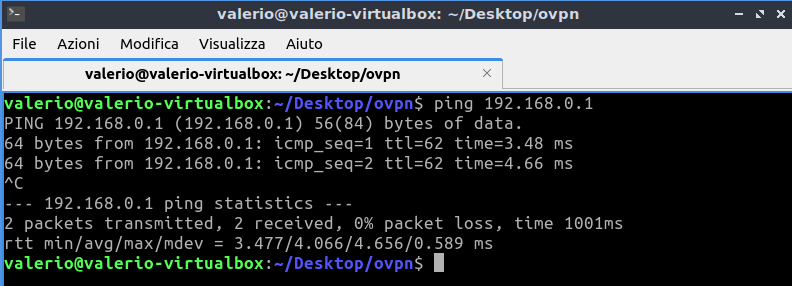 valerio@valerio-virtualbox: ~/Desktop/ovpn
File Azioni Modifica Visualizza Aiuto
valerio@valerio-virtualbox: ~/Desktop/ovpn
valerio@valerio-virtualbox:~/Desktop/ovpn$ ping 192.168.0.1
PING 192.168.0.1 (192.168.0.1) 56(84) bytes of data.
64 bytes from 192.168.0.1: icmp_seq=1 ttl=62 time=3.48 ms
64 bytes from 192.168.0.1: icmp_seq=2 ttl=62 time=4.66 ms
^C
--- 192.168.0.1 ping statistics ---
2 packets transmitted, 2 received, 0% packet loss, time 1001ms
rtt min/avg/max/mdev = 3.477/4.066/4.656/0.589 ms
valerio@valerio-virtualbox:~/Desktop/ovpn$